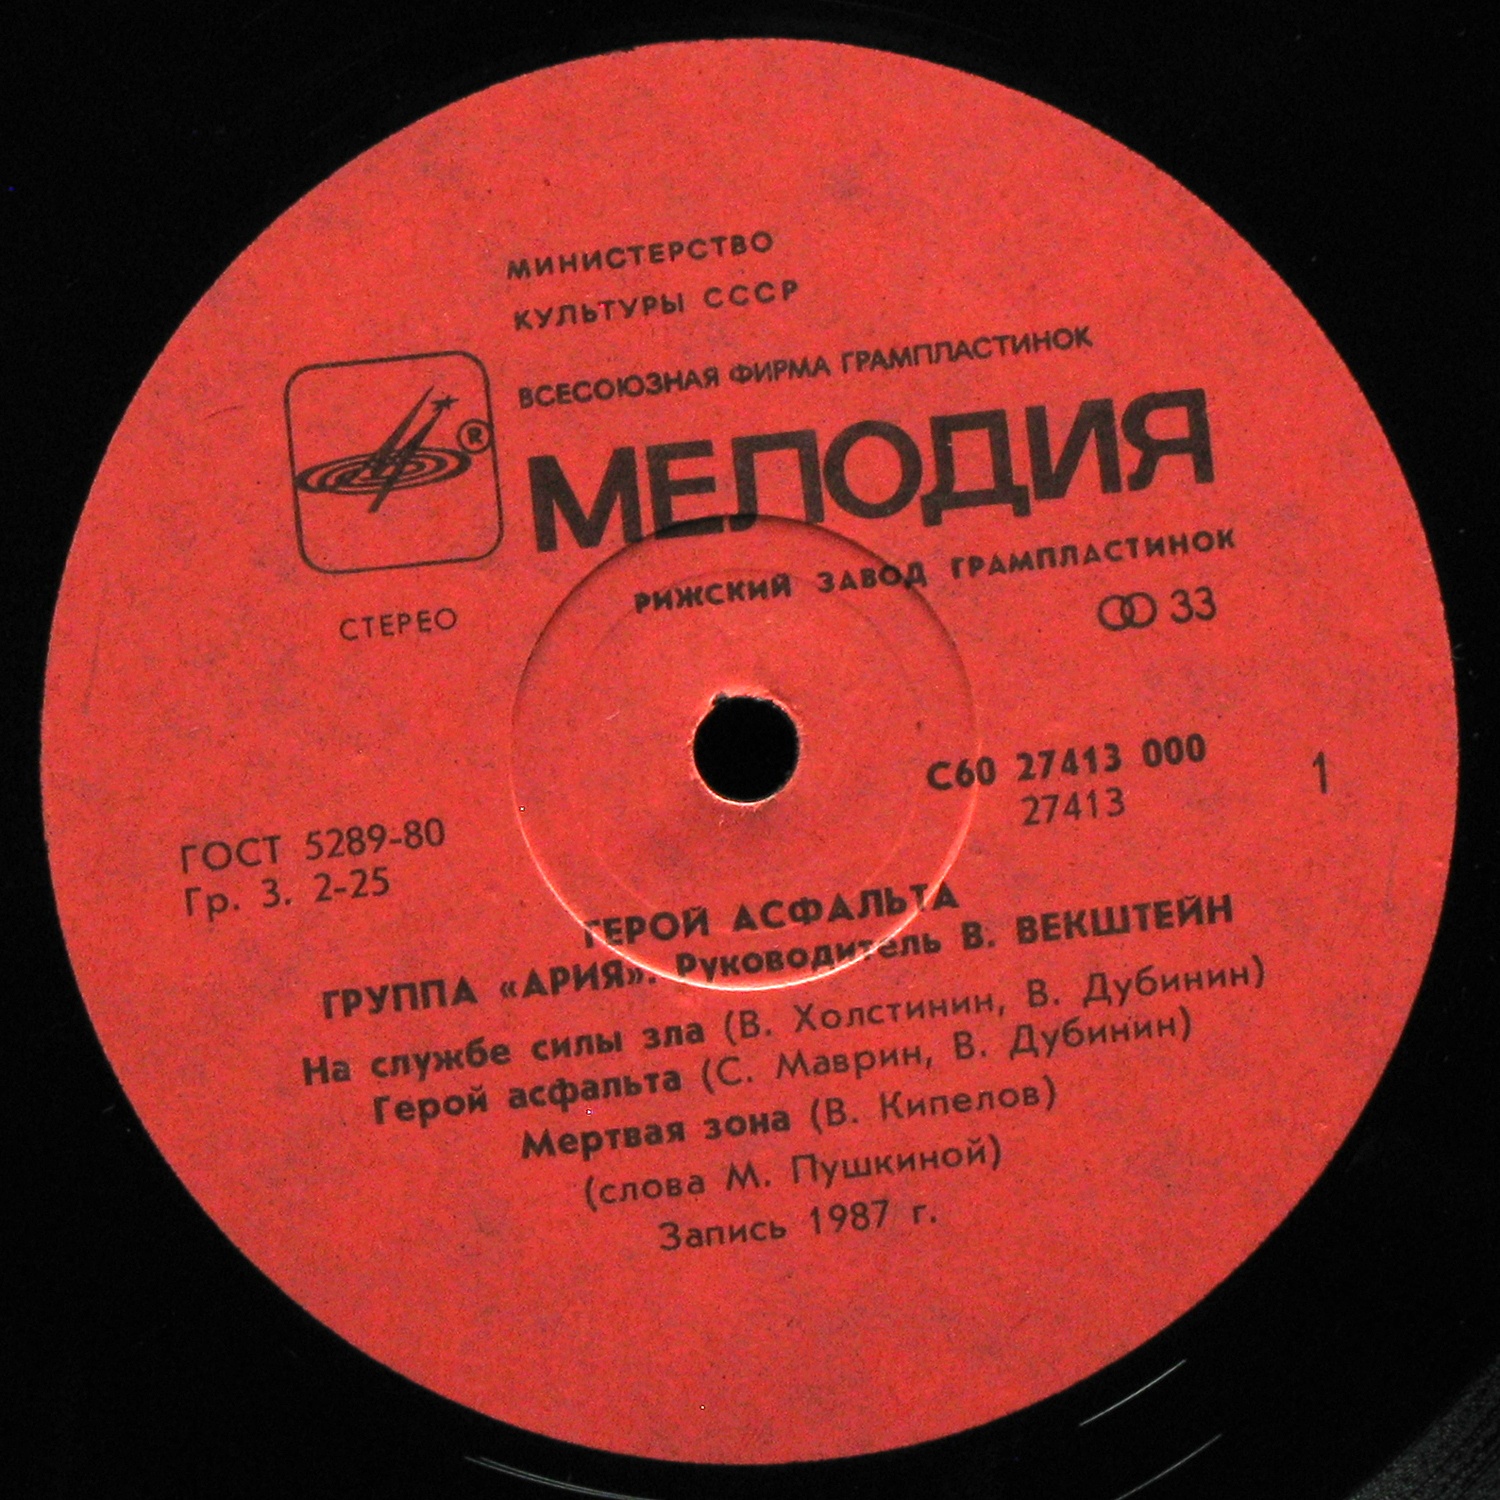 МИНИСТЕРСТВО
КУЛЬТУРЫ СССР
ВСЕСОЮЗНАЯ ФИРМА ГРАМПЛАСТИНОК
®
МЕЛОДИЯ
РИЖСКИЙ ЗАВОД ГРАМПЛАСТИНОК
СТЕРЕО
33
С60 27413 000
27413
1
ГОСТ 5289-80
Гр. 3. 2-25
ГЕРОЙ АСФАЛЬТА
ГРУППА «АРИЯ». Руководитель В. ВЕКШТЕЙН
На службе силы зла (В. Холстинин, В. Дубинин)
Герой асфальта (С. Маврин, В. Дубинин)
Мертвая зона (В. Кипелов)
(слова М. Пушкиной)
Запись 1987 г.